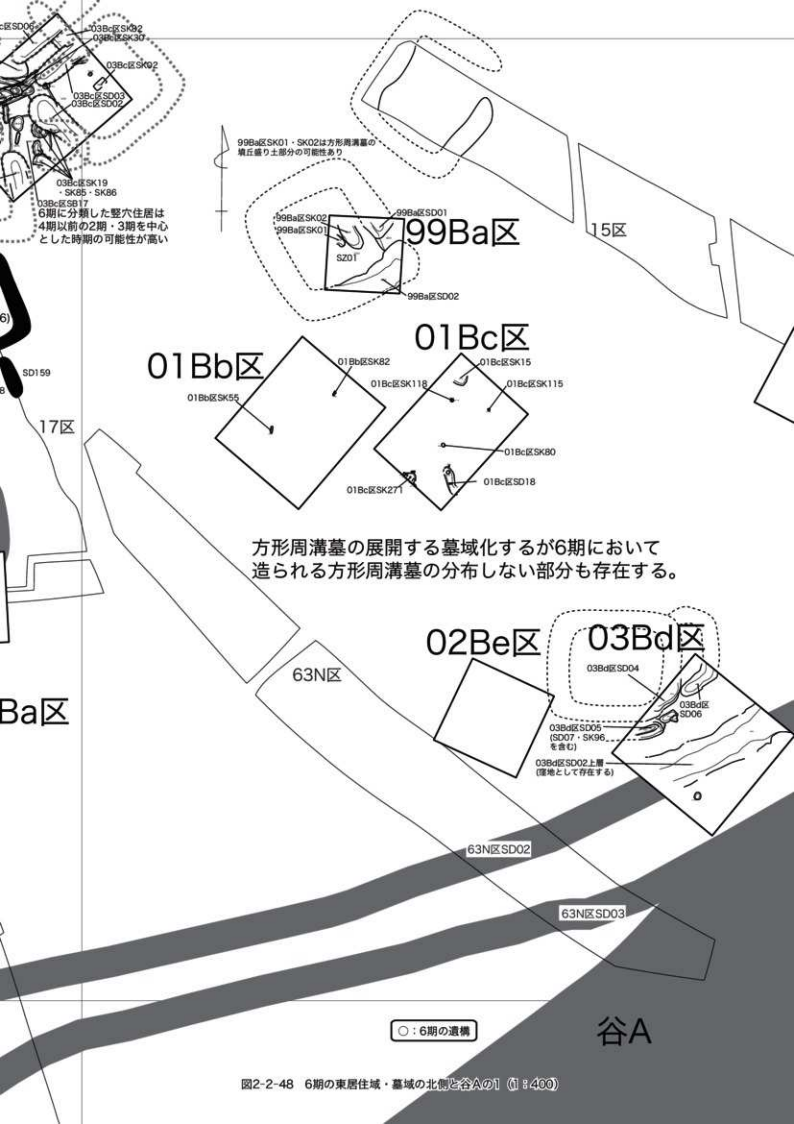 03Bc区SK92
03Bc区SK30
03Bc区SD03
03Bc区SD02
03Bc区SK19
・SK85・SK86
03Bc区SB17
6期に分類した竪穴住居は
4期以前の2期・3期を中心
とした時期の可能性が高い
99Ba区SK01・SK02は方形周溝墓の
墳丘盛り土部分の可能性あり
99Ba区SK02
99Ba区SK01
99Ba区SD01
SZ01
99Ba区
99Ba区SD02
15区
SD159
17区
01Bb区
01Bb区SK82
01Bb区SK55
01Bc区
01Bc区SK15
01Bc区SK118
01Bc区SK115
01Bc区SK80
01Bc区SK271
01Bc区SD18
方形周溝墓の展開する墓域化するが6期において
造られる方形周溝墓の分布しない部分も存在する。
63N区
02Be区
03Bd区
03Bd区SD04
03Bd区
SD06
03Bd区SD05
(SD07・SK96
を含む)
03Bd区SD02上層
(窪地として存在する)
Ba区
63N区SD02
63N区SD03
谷A
○：6期の遺構
図2-2-48　6期の東居住域・墓域の北側と谷Aの1（1：400）